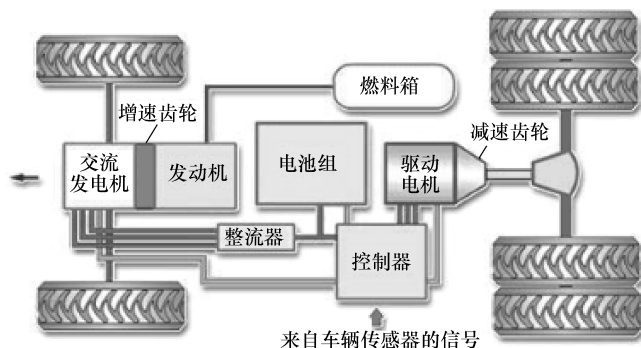 燃料箱
增速齿轮
减速齿轮
交流
发电机
发动机
电池组
驱动
电机
整流器
控制器
来自车辆传感器的信号